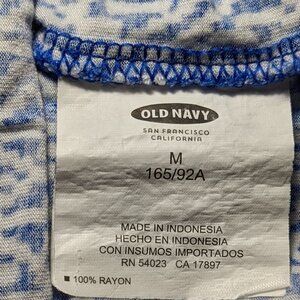 OLD NAVY
SAN FRANCISCO
CALIFORNIA
M
165/92A
MADE IN INDONESIA
HECHO EN INDONESIA
CON INSUMOS IMPORTADOS
RN 54023 CA 17897
■ 100% RAYON